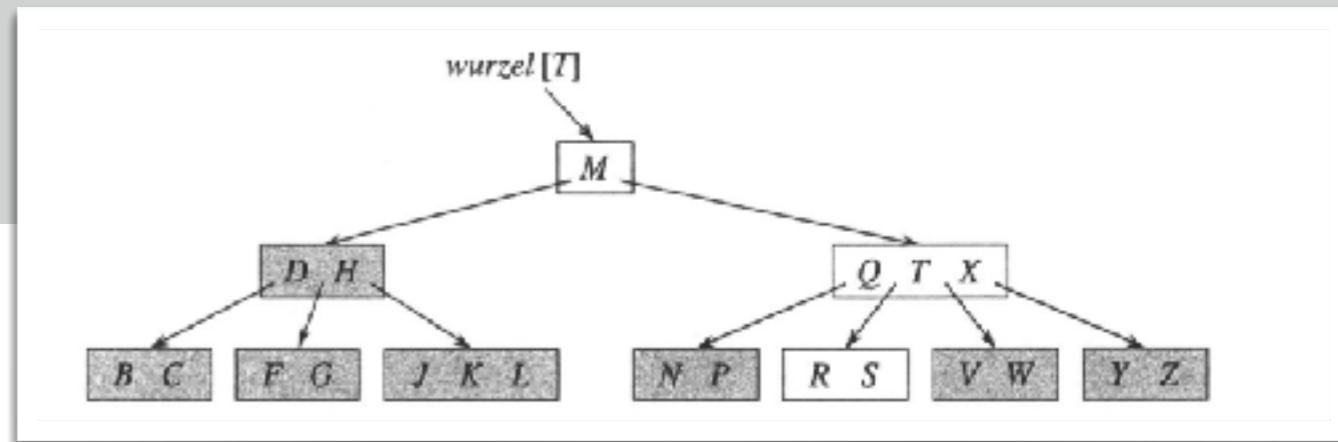 wurzel[T]
M
D H
Q T X
B C
F G
J K L
N P
R S
V W
Y Z